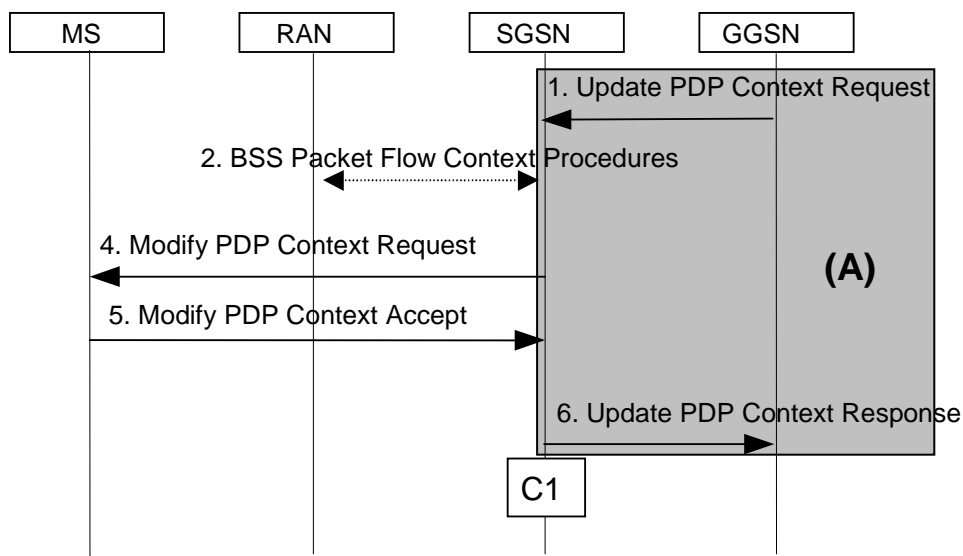 MS
RAN
SGSN
GGSN
1. Update PDP Context Request
2. BSS Packet Flow Context Procedures
4. Modify PDP Context Request
(A)
5. Modify PDP Context Accept
6. Update PDP Context Response
C1